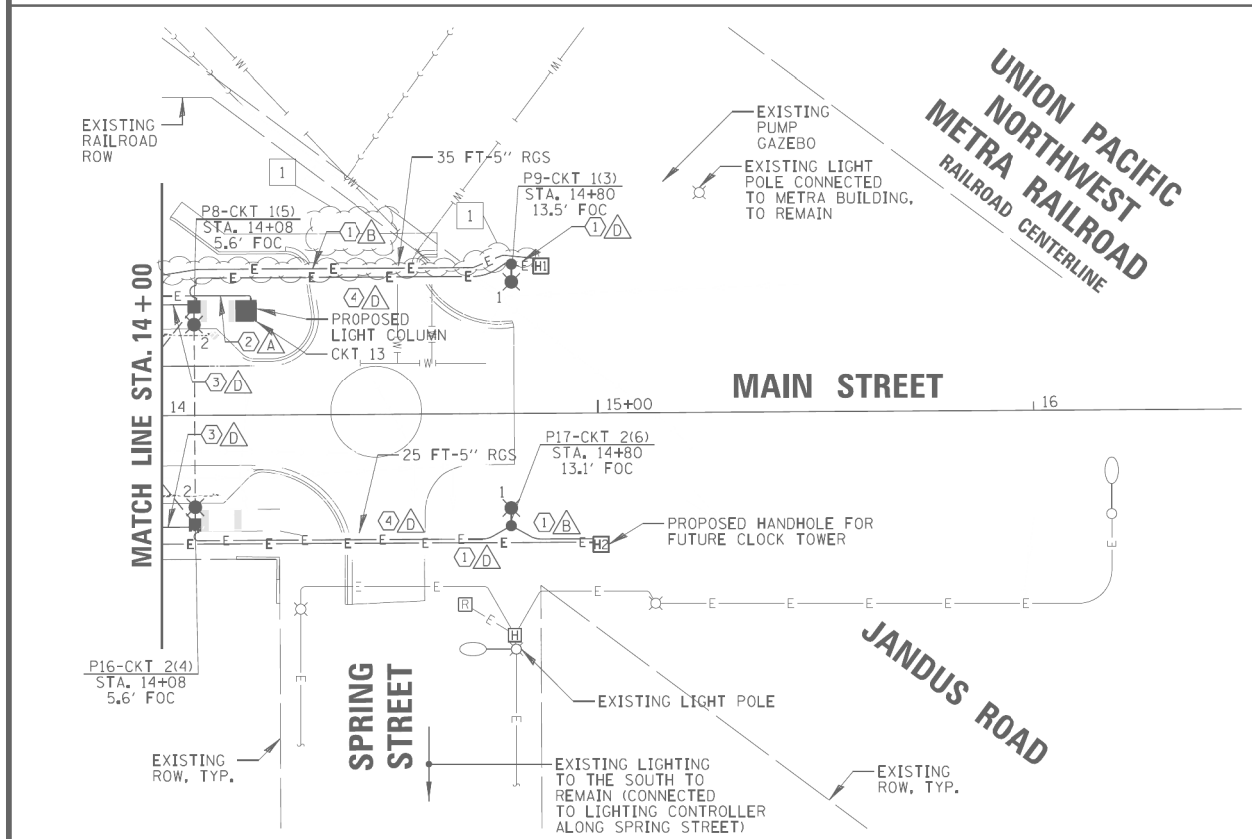 UNION PACIFIC
NORTHWEST
METRA RAILROAD
RAILROAD CENTERLINE
EXISTING
RAILROAD
ROW
EXISTING
PUMP
GAZEBO
EXISTING LIGHT
POLE CONNECTED
TO METRA BUILDING,
TO REMAIN
35 FT-5'' RGS
1
1
P9-CKT 1(3)
STA. 14+80
13.5' FOC
1 D
P8-CKT 1(5)
STA. 14+08
5.6' FOC
1 B
W
W
W
W
E E E
E E E E
E H1
1
4 D
PROPOSED
LIGHT COLUMN
CKT 13
E
2
2 A
3 D
W
W
MATCH LINE STA. 14+00
14
15+00
16
MAIN STREET
3 D
25 FT-5'' RGS
P17-CKT 2(6)
STA. 14+80
13.1' FOC
2
1
4 D
1 B
1 D
E E E E
E E E E E H2
PROPOSED HANDHOLE FOR
FUTURE CLOCK TOWER
E E E
R
E
H
E E E E E
E
E
E
P16-CKT 2(4)
STA. 14+08
5.6' FOC
SPRING
STREET
JANDUS ROAD
EXISTING LIGHT POLE
EXISTING
ROW, TYP.
EXISTING LIGHTING
TO THE SOUTH TO
REMAIN (CONNECTED
TO LIGHTING CONTROLLER
ALONG SPRING STREET)
EXISTING
ROW, TYP.